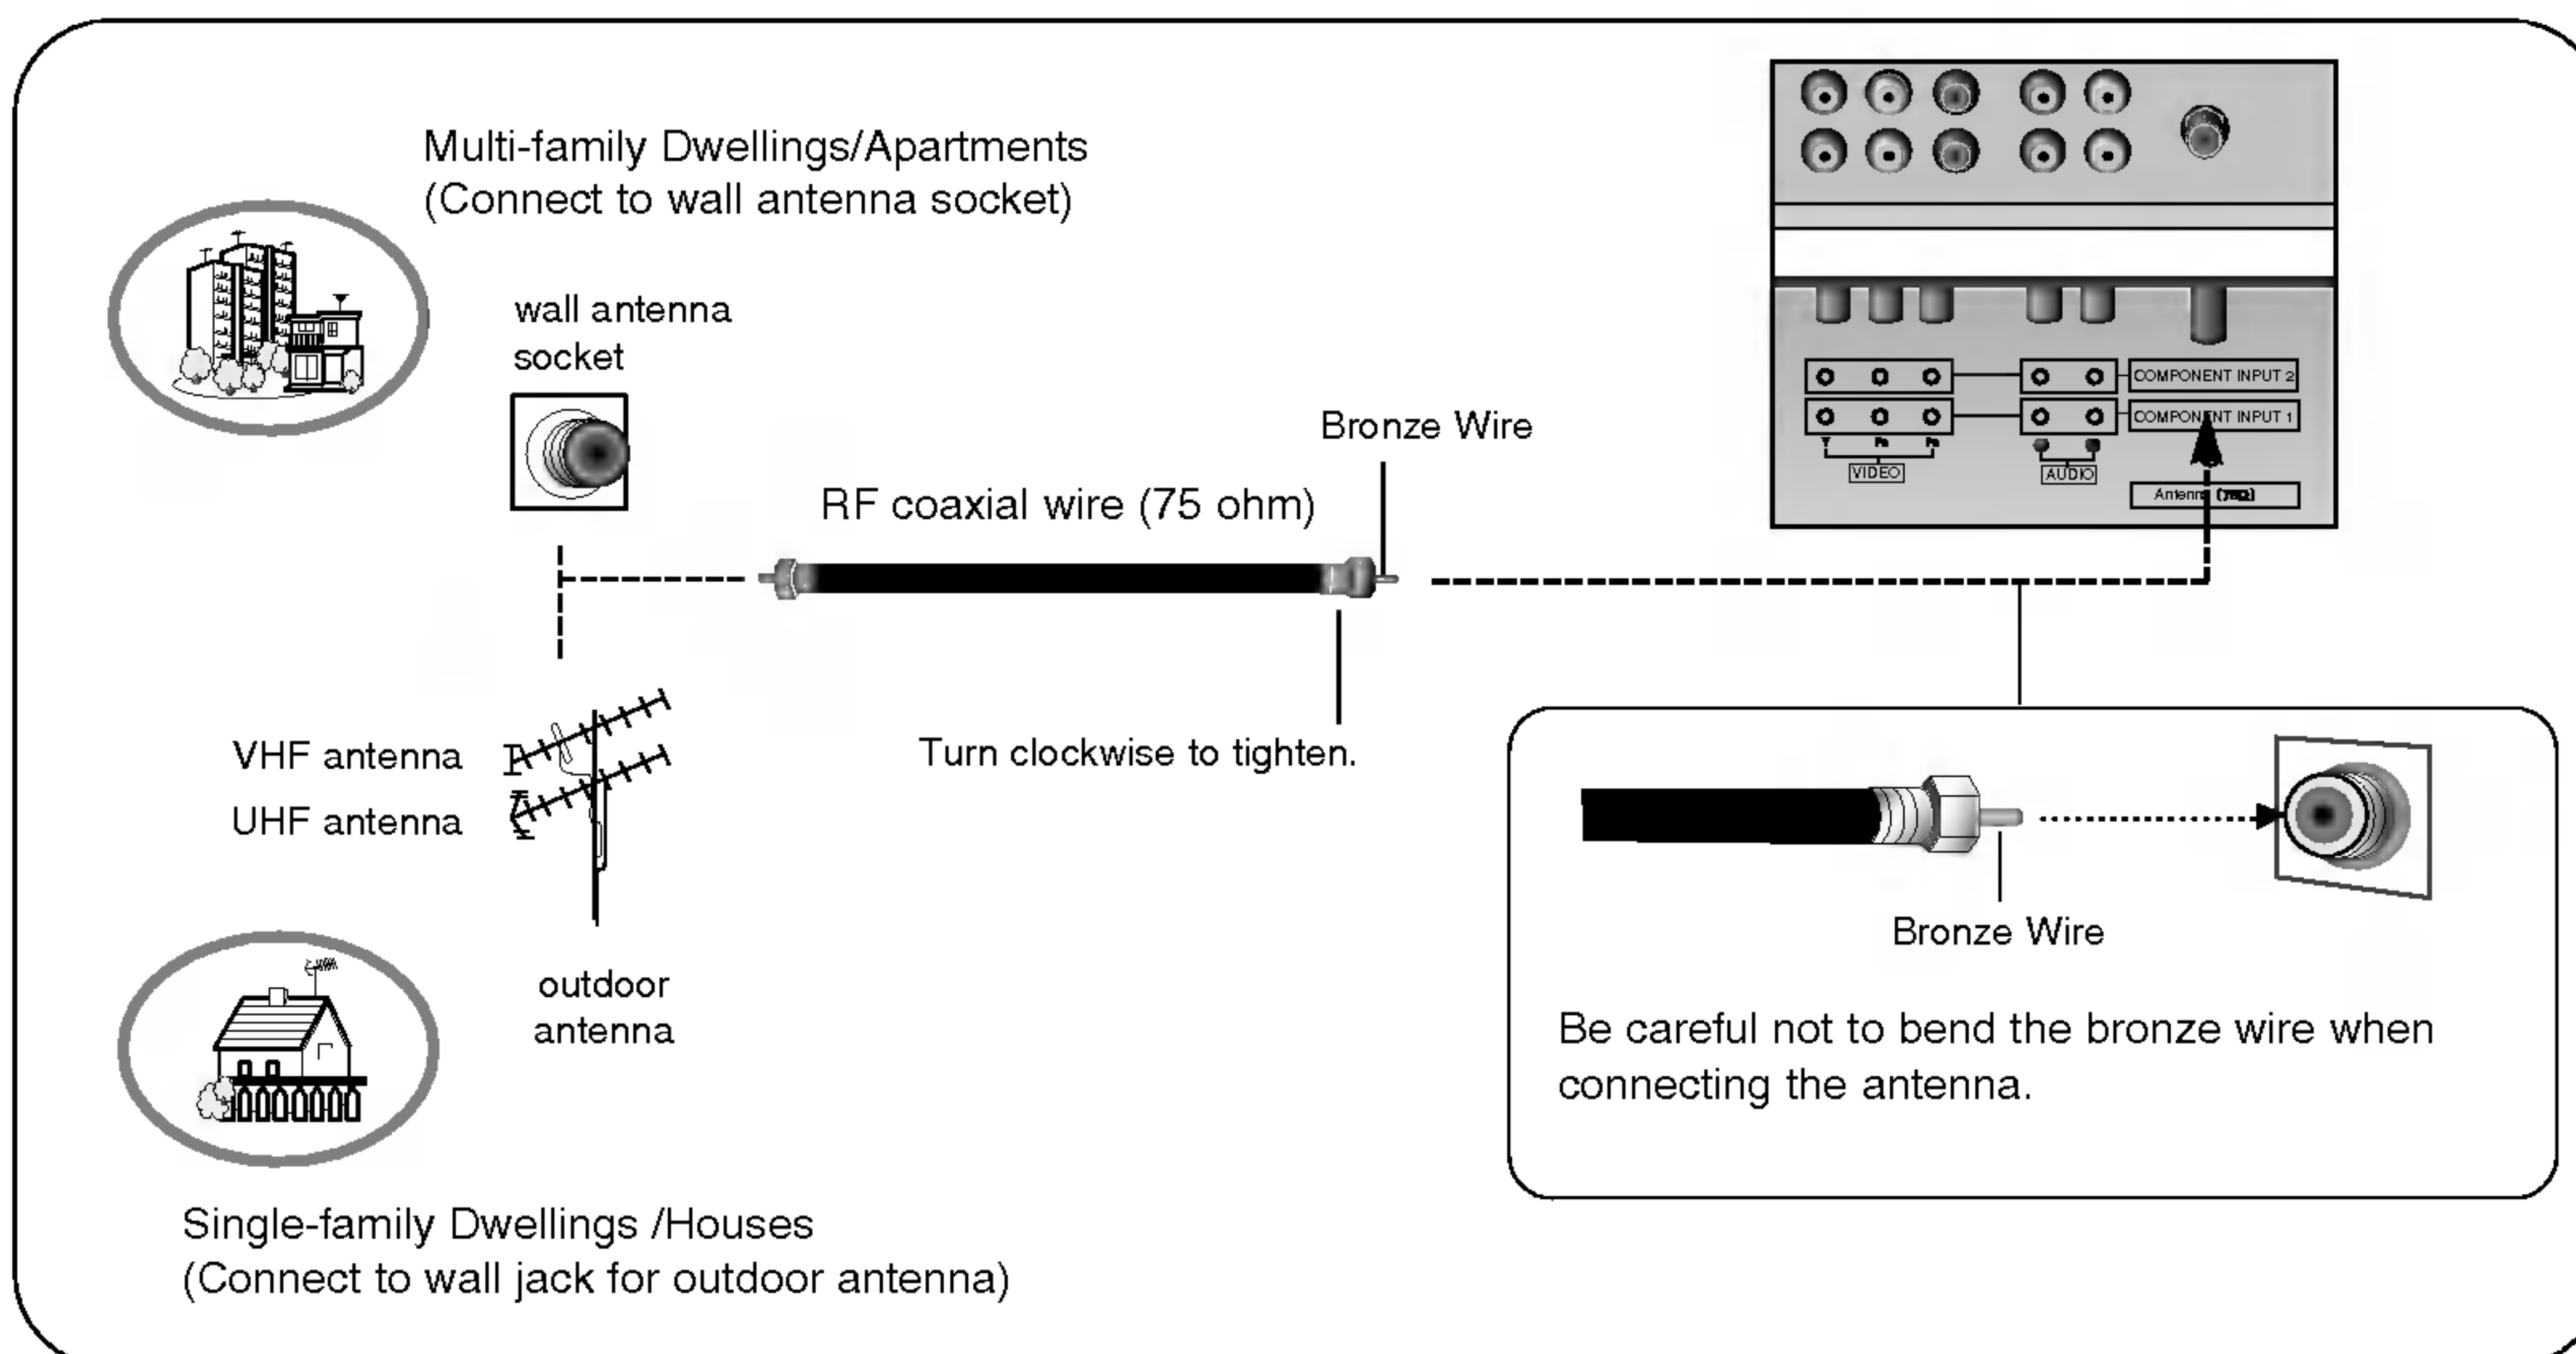 Multi-family Dwellings/Apartments
(Connect to wall antenna socket)
wall antenna
socket
Bronze Wire
RF coaxial wire (75 ohm)
Turn clockwise to tighten.
VHF antenna
UHF antenna
outdoor
antenna
Single-family Dwellings /Houses
(Connect to wall jack for outdoor antenna)
COMPONENT INPUT 2
COMPONENT INPUT 1
VIDEO
AUDIO
Bronze Wire
Be careful not to bend the bronze wire when
connecting the antenna.